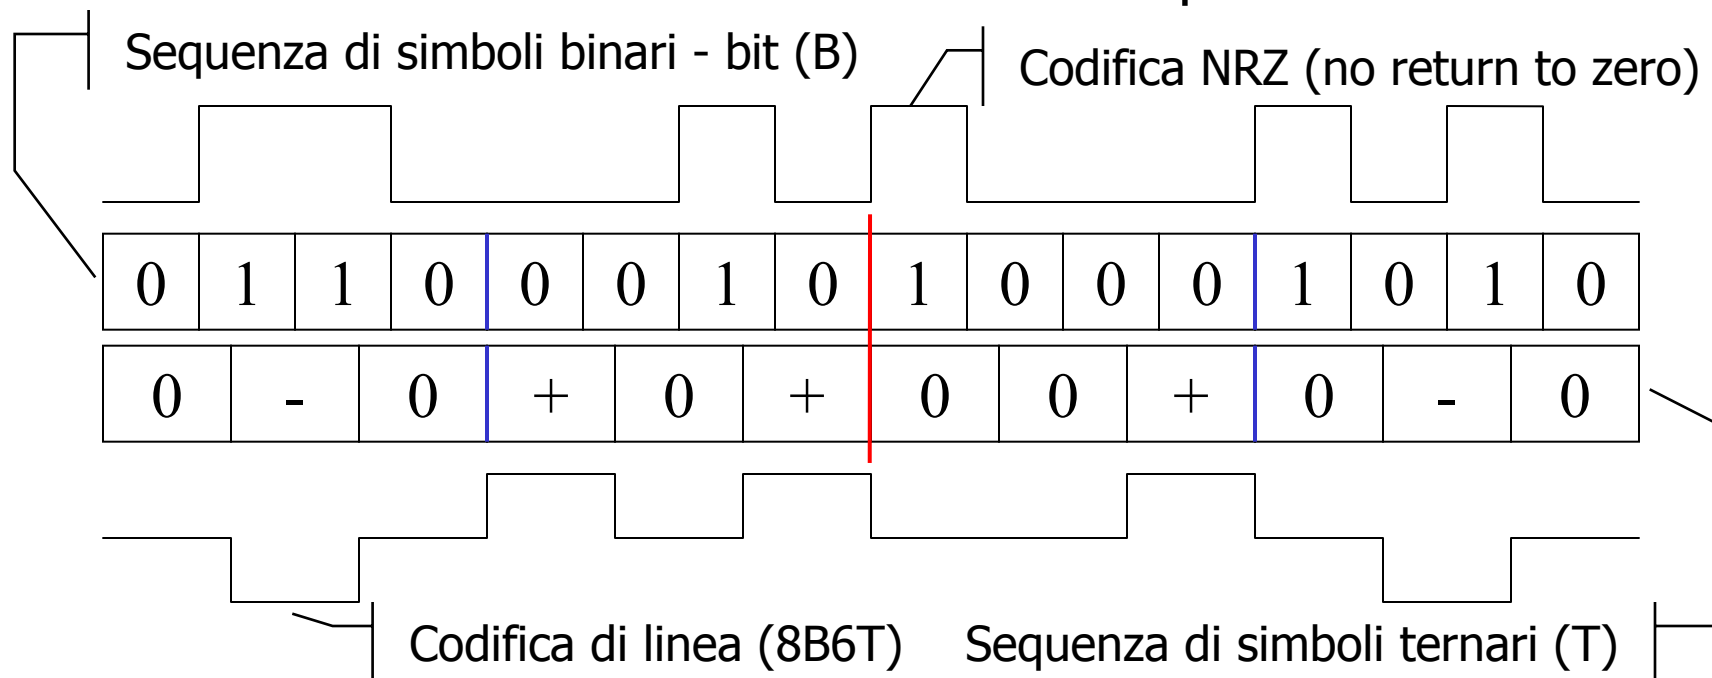 Sequenza di simboli binari - bit (B)
Codifica NRZ (no return to zero)
0 1 1 0 0 0 1 0 1 0 0 0 1 0 1 0
0 - 0 + 0 + 0 0 + 0 - 0
Codifica di linea (8B6T)
Sequenza di simboli ternari (T)